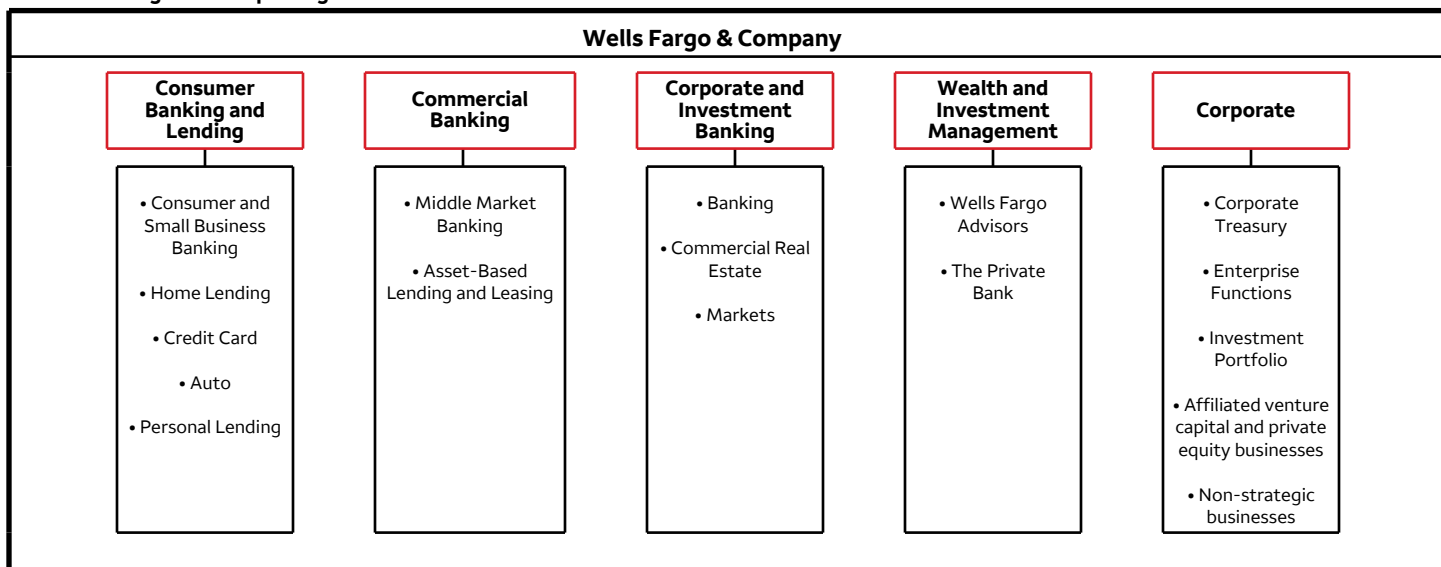 Wells Fargo & Company
Consumer
Banking and
Lending
• Consumer and
Small Business
Banking
• Home Lending
• Credit Card
• Auto
• Personal Lending
Commercial
Banking
• Middle Market
Banking
• Asset-Based
Lending and Leasing
Corporate and
Investment
Banking
• Banking
• Commercial Real
Estate
• Markets
Wealth and
Investment
Management
• Wells Fargo
Advisors
• The Private
Bank
Corporate
• Corporate
Treasury
• Enterprise
Functions
• Investment
Portfolio
• Affiliated venture
capital and private
equity businesses
• Non-strategic
businesses